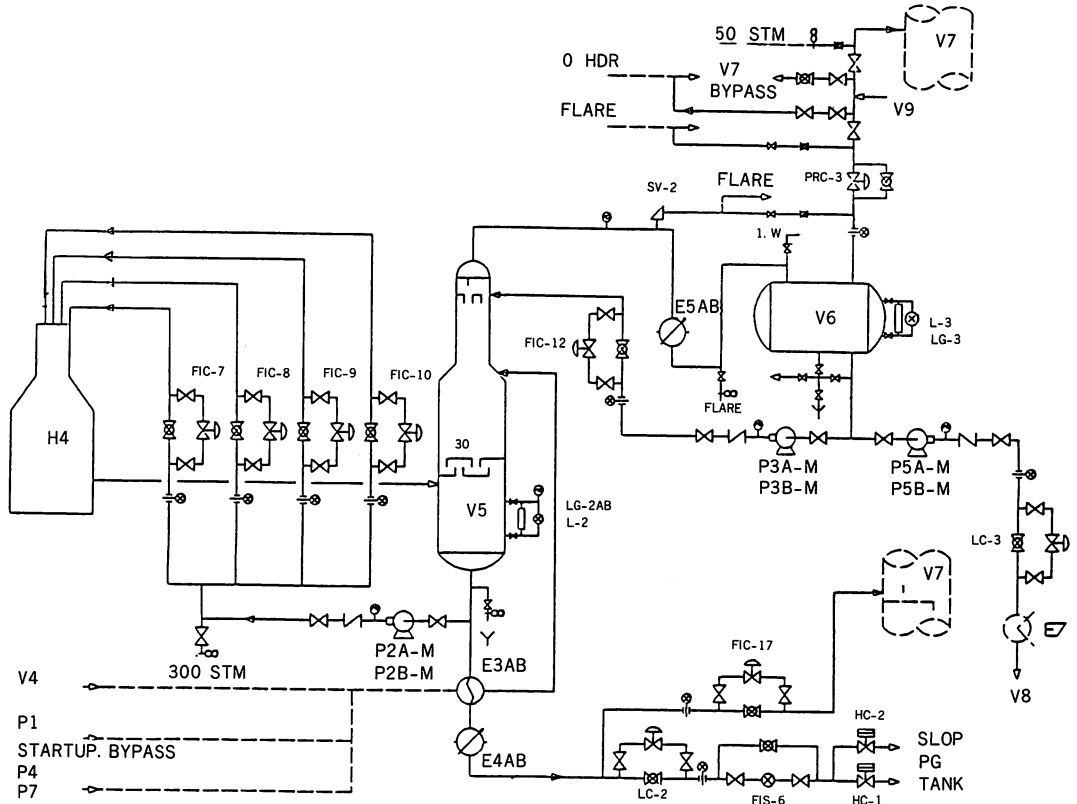 50 STM
V7
O HDR
V7
BYPASS
V9
FLARE
PRC-3
SV-2
FLARE
1. W
E5AB
V6
L-3
LG-3
FIC-12
FIC-7
FIC-8
FIC-9
FIC-10
FLARE
H4
30
P3A-M
P3B-M
P5A-M
P5B-M
V5
LG-2AB
L-2
LC-3
V7
P2A-M
P2B-M
E3AB
FIC-17
E7
300 STM
V4
V8
P1
STARTUP. BYPASS
P4
P7
E4AB
HC-2
SLOP
PG
TANK
LC-2
FIS-6
HC-1